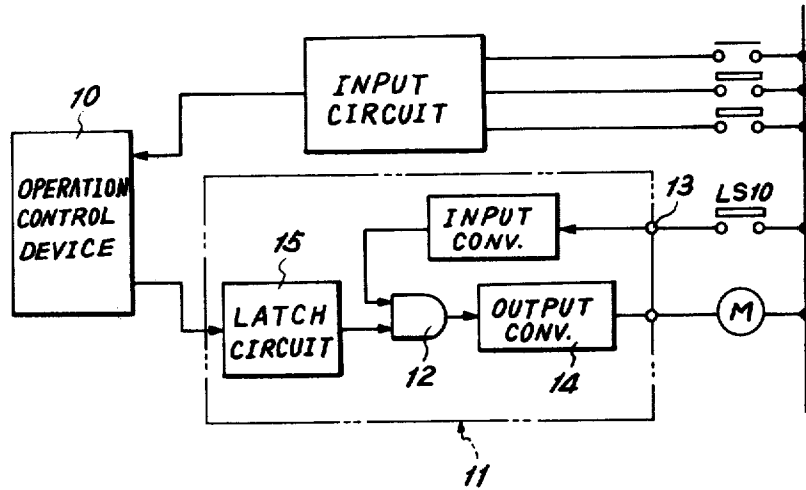 INPUT
CIRCUIT
10
OPERATION
CONTROL
DEVICE
13
LS10
INPUT
CONV.
15
LATCH
CIRCUIT
12
OUTPUT
CONV.
14
M
11